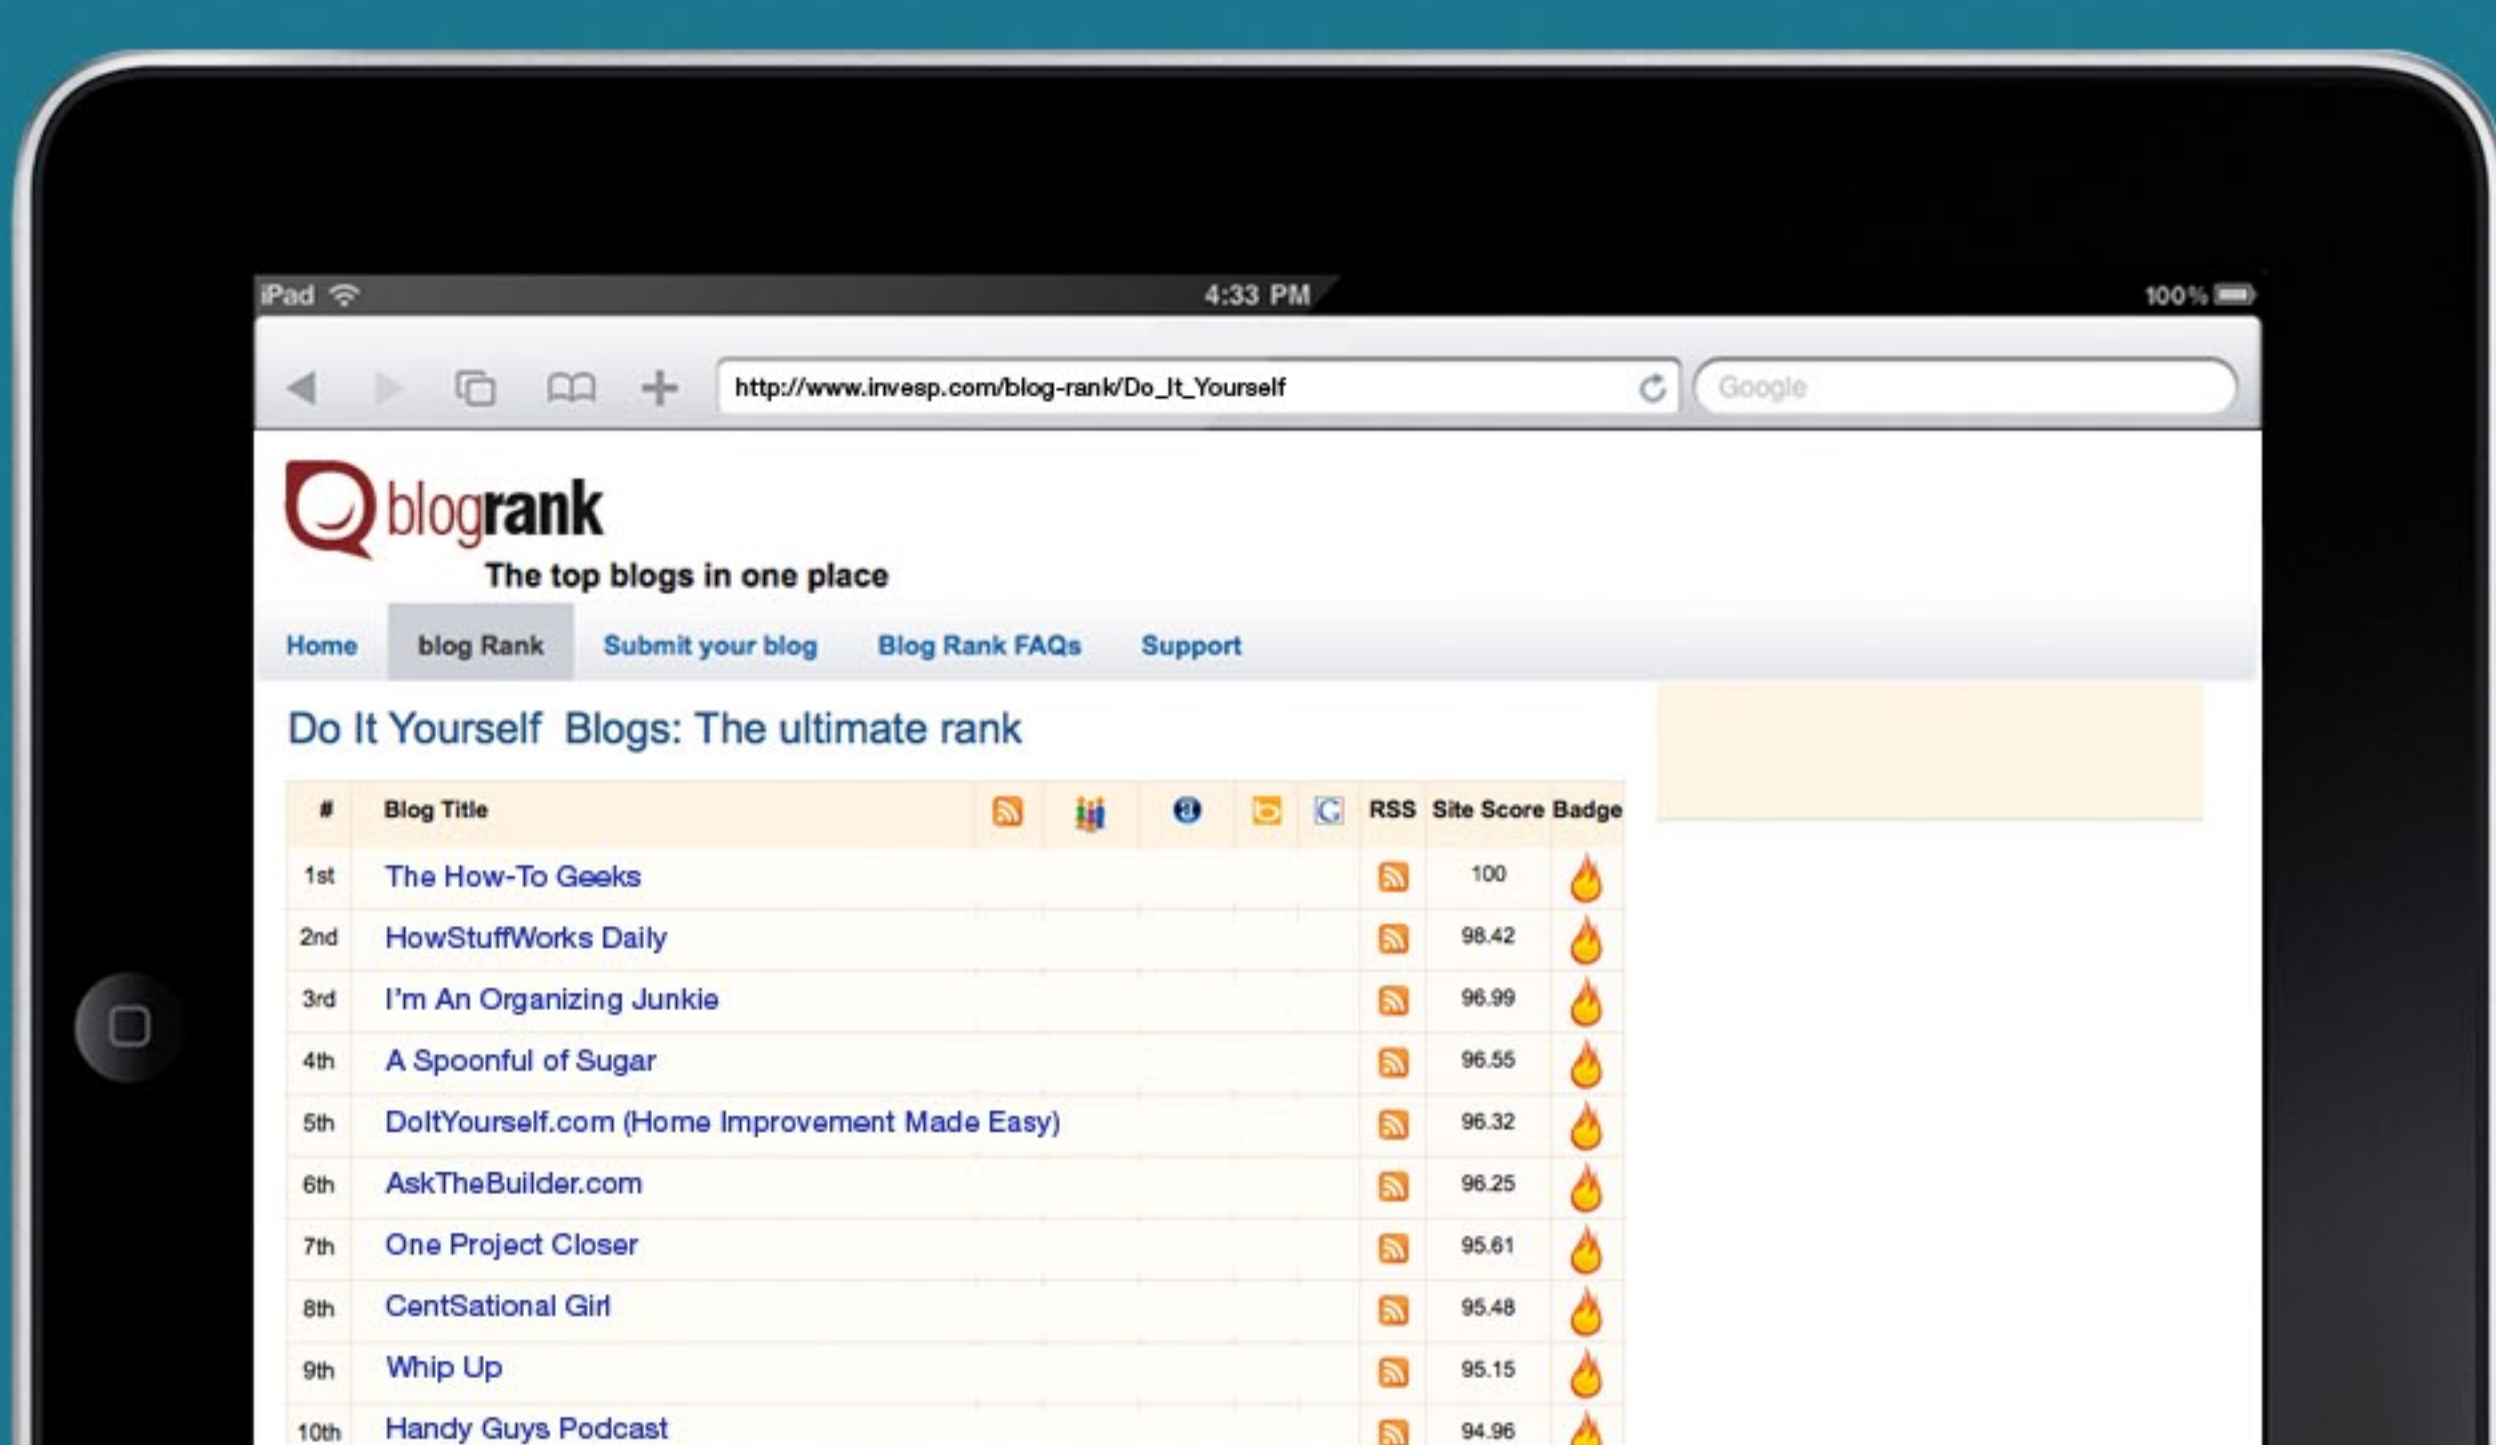 iPad 4:33 PM 100%
http://www.invesp.com/blog-rank/Do_It_Yourself Google
blogrank
The top blogs in one place
Home blog Rank Submit your blog Blog Rank FAQs Support
Do It Yourself Blogs: The ultimate rank
# Blog Title a b G RSS Site Score Badge
1st The How-To Geeks 100
2nd HowStuffWorks Daily 98.42
3rd I'm An Organizing Junkie 96.99
4th A Spoonful of Sugar 96.55
5th DoItYourself.com (Home Improvement Made Easy) 96.32
6th AskTheBuilder.com 96.25
7th One Project Closer 95.61
8th CentSational Girl 95.48
9th Whip Up 95.15
10th Handy Guys Podcast 94.96